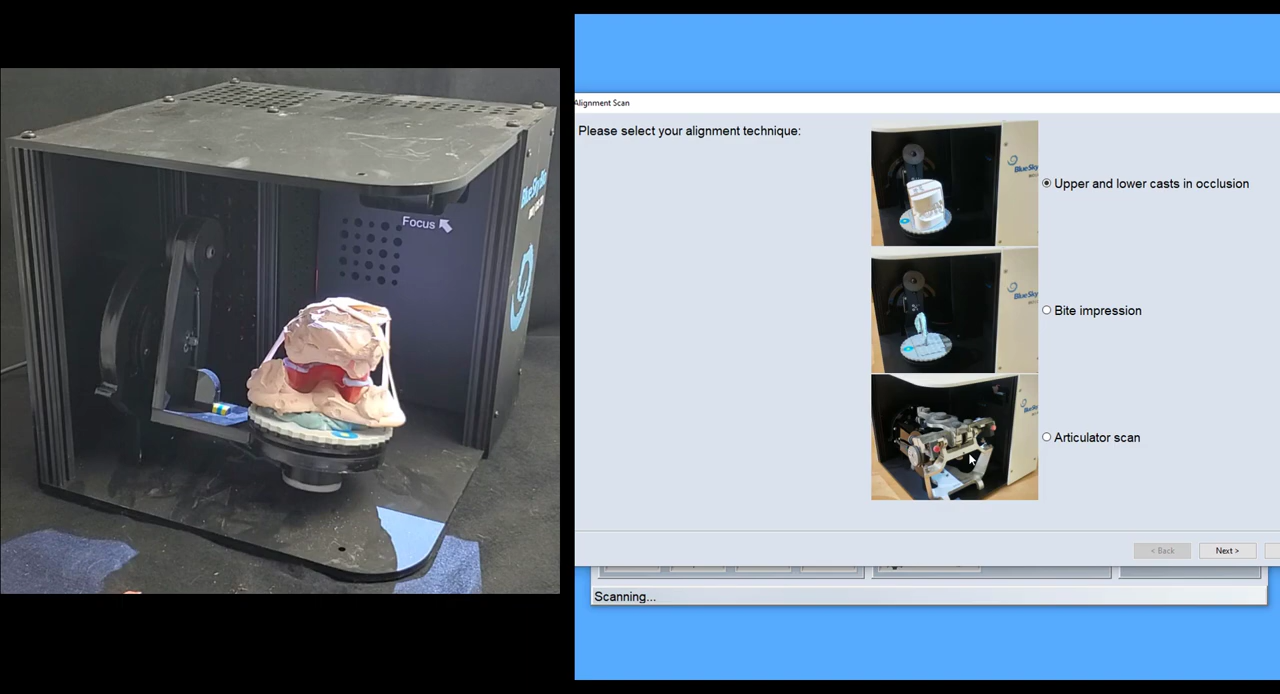 BlueSkyBio
Focus
Alignment Scan
Please select your alignment technique:
Upper and lower casts in occlusion
Bite impression
Articulator scan
< Back
Next >
Scanning...